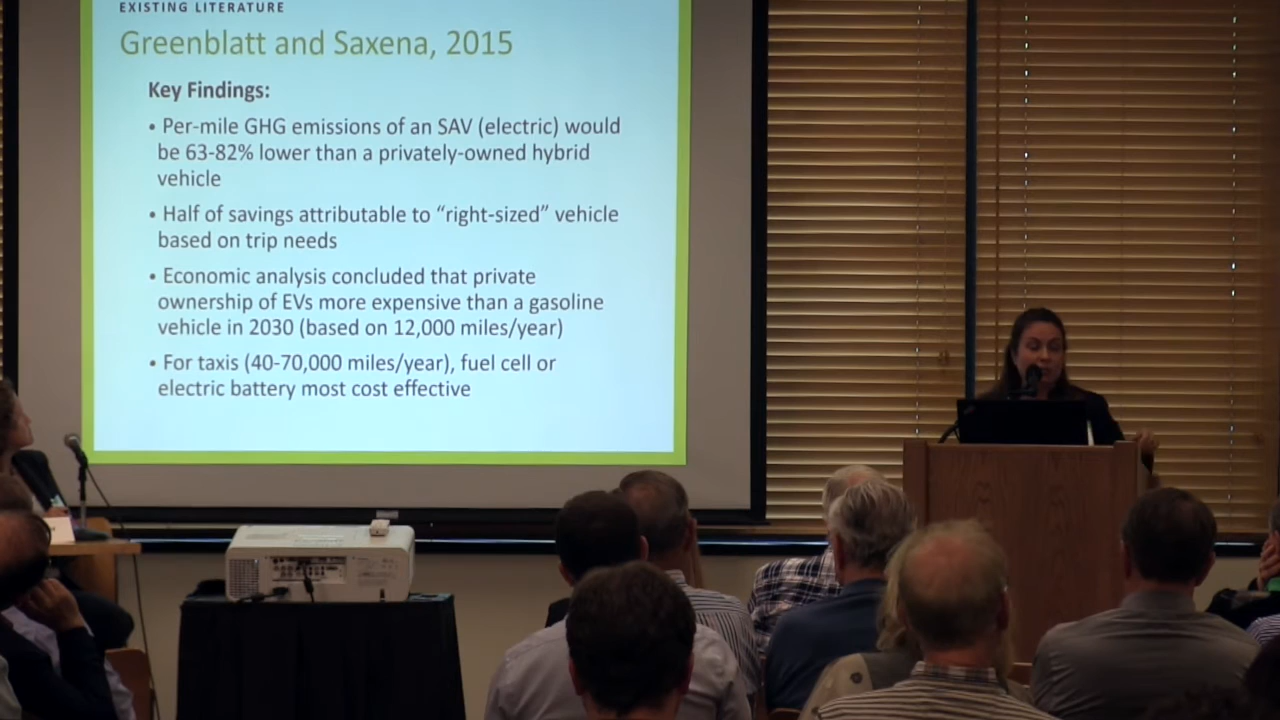 EXISTING LITERATURE
Greenblatt and Saxena, 2015
Key Findings:
• Per-mile GHG emissions of an SAV (electric) would
be 63-82% lower than a privately-owned hybrid
vehicle
• Half of savings attributable to “right-sized” vehicle
based on trip needs
• Economic analysis concluded that private
ownership of EVs more expensive than a gasoline
vehicle in 2030 (based on 12,000 miles/year)
• For taxis (40-70,000 miles/year), fuel cell or
electric battery most cost effective